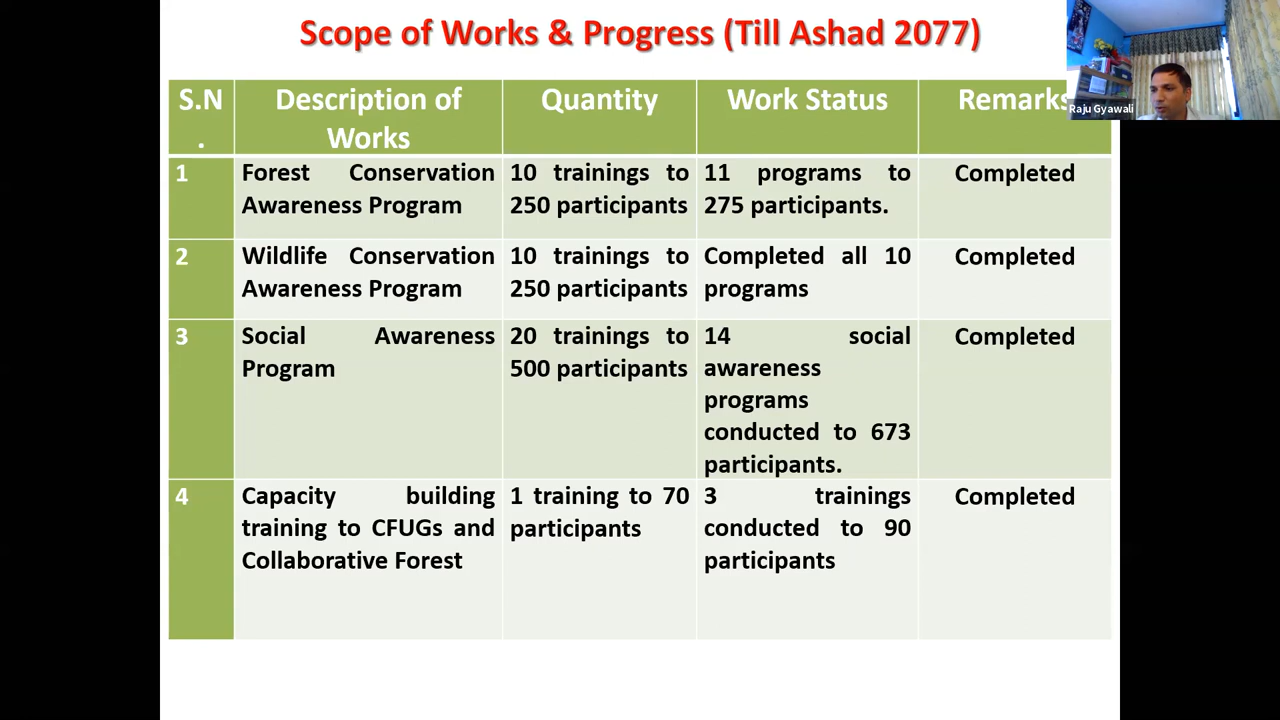 Scope of Works & Progress (Till Ashad 2077)
Raju Gyawali
S.N
.
Description of
Works
Quantity
Work Status
Remarks
1
Forest Conservation
Awareness Program
10 trainings to
250 participants
11 programs to
275 participants.
Completed
2
Wildlife Conservation
Awareness Program
10 trainings to
250 participants
Completed all 10
programs
Completed
3
Social Awareness
Program
20 trainings to
500 participants
14 social
awareness
programs
conducted to 673
participants.
Completed
4
Capacity building
training to CFUGs and
Collaborative Forest
1 training to 70
participants
3 trainings
conducted to 90
participants
Completed